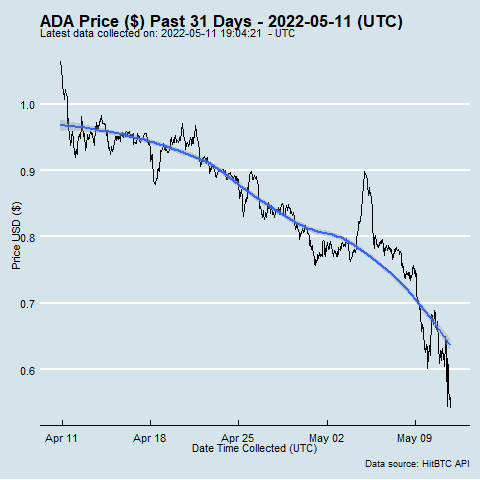 ADA Price ($) Past 31 Days - 2022-05-11 (UTC)
Latest data collected on: 2022-05-11 19:04:21 - UTC
Price USD ($)
1.0
0.9
0.8
0.7
0.6
Apr 11 Apr 18 Apr 25 May 02 May 09
Date Time Collected (UTC)
Data source: HitBTC API